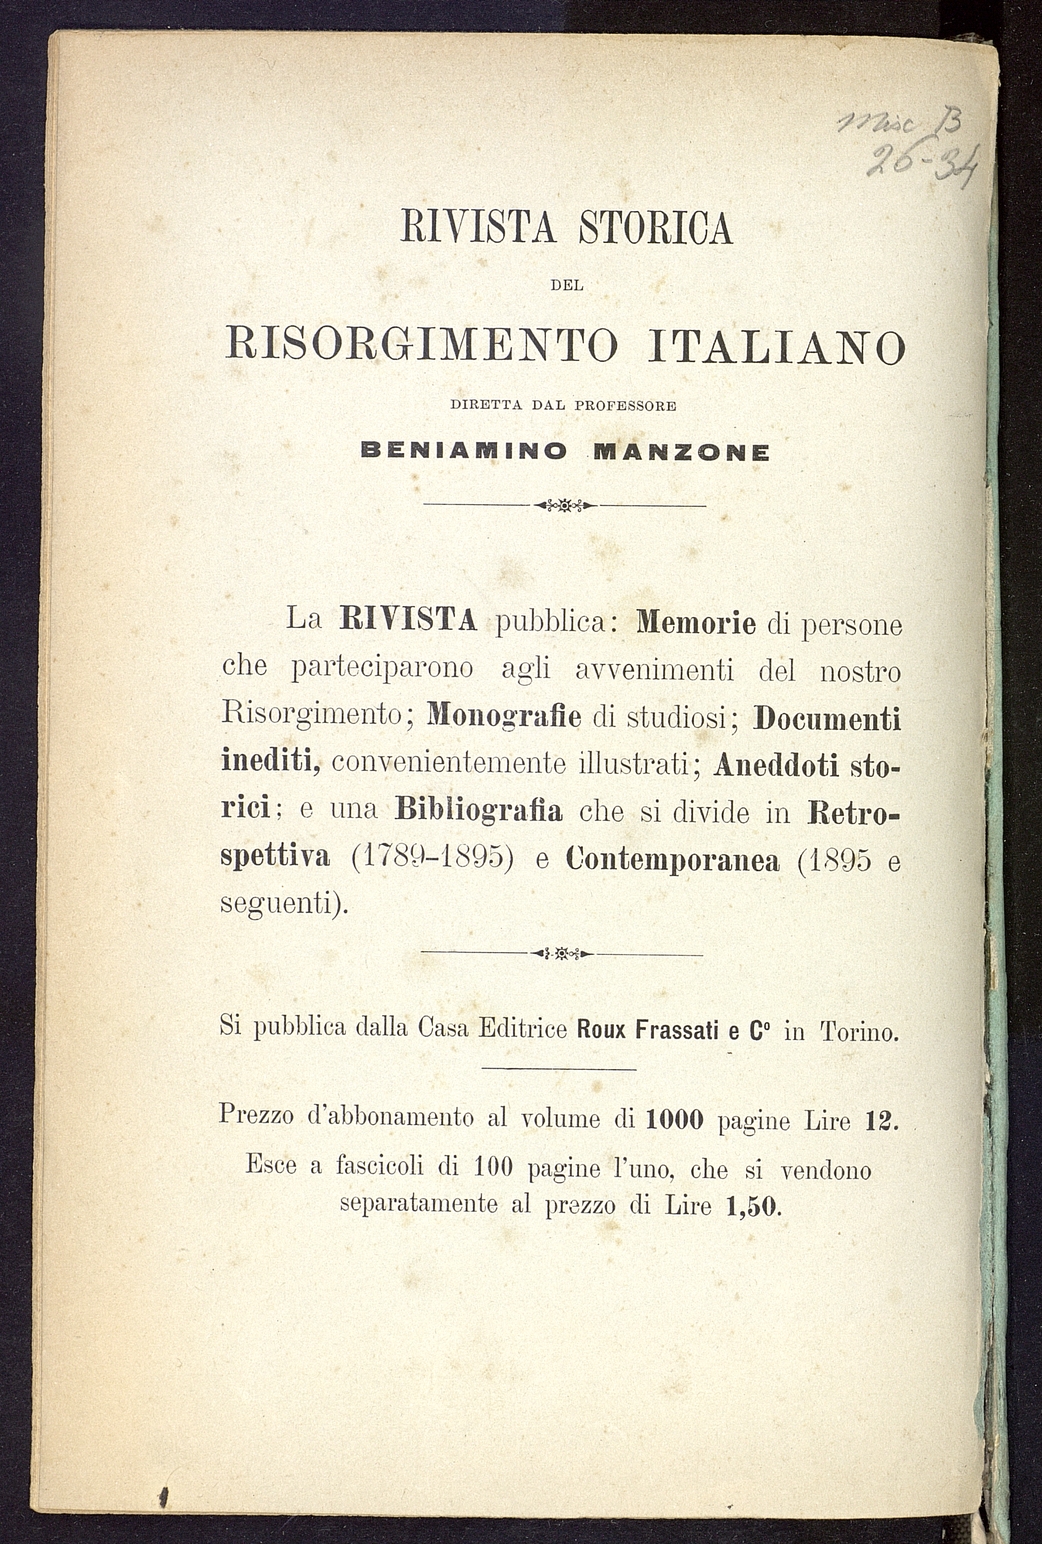 Misc B
26-34
RIVISTA STORICA
DEL
RISORGIMENTO ITALIANO
DIRETTA DAL PROFESSORE
BENIAMINO MANZONE
La RIVISTA pubblica: Memorie di persone
che parteciparono agli avvenimenti del nostro
Risorgimento; Monografie di studiosi; Documenti
inediti, convenientemente illustrati; Aneddoti sto-
rici; e una Bibliografia che si divide in Retro-
spettiva (1789-1895) e Contemporanea (1895 e
seguenti).
Si pubblica dalla Casa Editrice Roux Frassati e Cº in Torino.
Prezzo d'abbonamento al volume di 1000 pagine Lire 12.
Esce a fascicoli di 100 pagine l'uno, che si vendono
separatamente al prezzo di Lire 1,50.